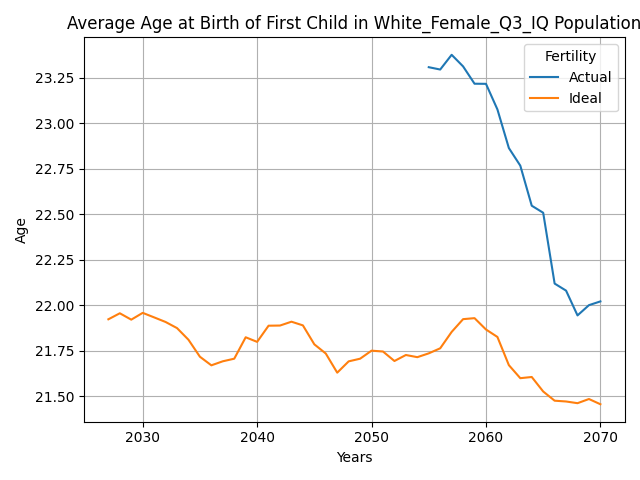 Average Age at Birth of First Child in White_Female_Q3_IQ Population
Fertility
Actual
Ideal
Age
23.25
23.00
22.75
22.50
22.25
22.00
21.75
21.50
2030
2040
2050
2060
2070
Years